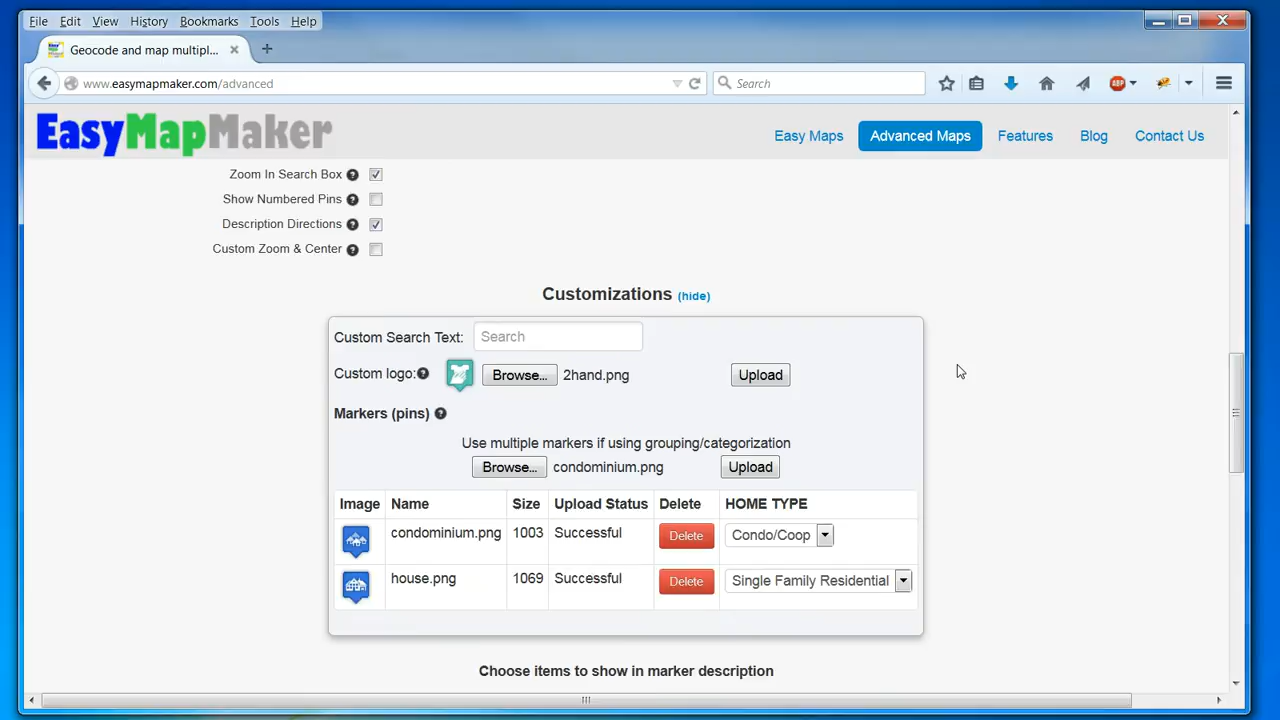 File Edit View History Bookmarks Tools Help
Geocode and map multipl...
www.easymapmaker.com/advanced
Search
ABP
EasyMapMaker
Easy Maps Advanced Maps Features Blog Contact Us
Zoom In Search Box ?
Show Numbered Pins ?
Description Directions ?
Custom Zoom & Center ?
Customizations (hide)
Custom Search Text: Search
Custom logo: ? Browse... 2hand.png Upload
Markers (pins) ?
Use multiple markers if using grouping/categorization
Browse... condominium.png Upload
Image Name Size Upload Status Delete HOME TYPE
condominium.png 1003 Successful Delete Condo/Coop
house.png 1069 Successful Delete Single Family Residential
Choose items to show in marker description